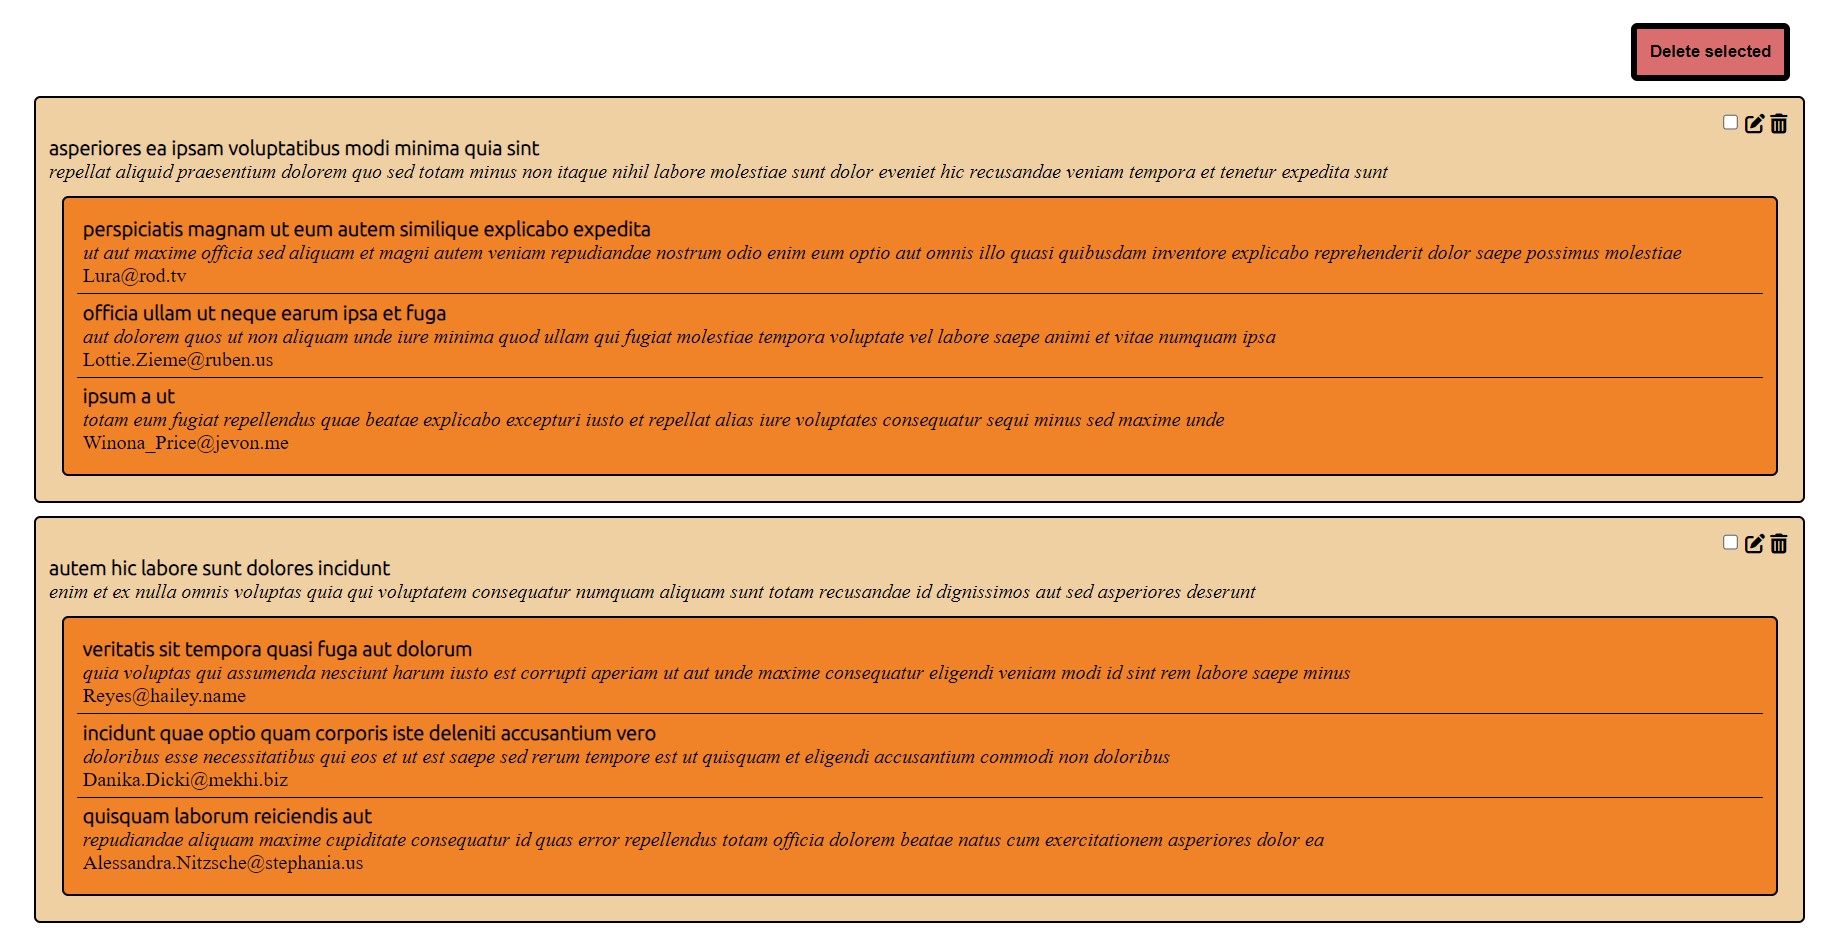 Delete selected
asperiores ea ipsam voluptatibus modi minima quia sint
repellat aliquid praesentium dolorem quo sed totam minus non itaque nihil labore molestiae sunt dolor eveniet hic recusandae veniam tempora et tenetur expedita sunt
perspiciatis magnam ut eum autem similique explicabo expedita
ut aut maxime officia sed aliquam et magni autem veniam repudiandae nostrum odio enim eum optio aut omnis illo quasi quibusdam inventore explicabo reprehenderit dolor saepe possimus molestiae
Lura@rod.tv
officia ullam ut neque earum ipsa et fuga
aut dolorem quos ut non aliquam unde iure minima quod ullam qui fugiat molestiae tempora voluptate vel labore saepe animi et vitae numquam ipsa
Lottie.Zieme@ruben.us
ipsum a ut
totam eum fugiat repellendus quae beatae explicabo excepturi iusto et repellat alias iure voluptates consequatur sequi minus sed maxime unde
Winona_Price@jevon.me
autem hic labore sunt dolores incidunt
enim et ex nulla omnis voluptas quia qui voluptatem consequatur numquam aliquam sunt totam recusandae id dignissimos aut sed asperiores deserunt
veritatis sit tempora quasi fuga aut dolorum
quia voluptas qui assumenda nesciunt harum iusto est corrupti aperiam ut aut unde maxime consequatur eligendi veniam modi id sint rem labore saepe minus
Reyes@hailey.name
incidunt quae optio quam corporis iste deleniti accusantium vero
doloribus esse necessitatibus qui eos et ut est saepe sed rerum tempore est ut quisquam et eligendi accusantium commodi non doloribus
Danika.Dicki@mekhi.biz
quisquam laborum reiciendis aut
repudiandae aliquam maxime cupiditate consequatur id quas error repellendus totam officia dolorem beatae natus cum exercitationem asperiores dolor ea
Alessandra.Nitzsche@stephania.us